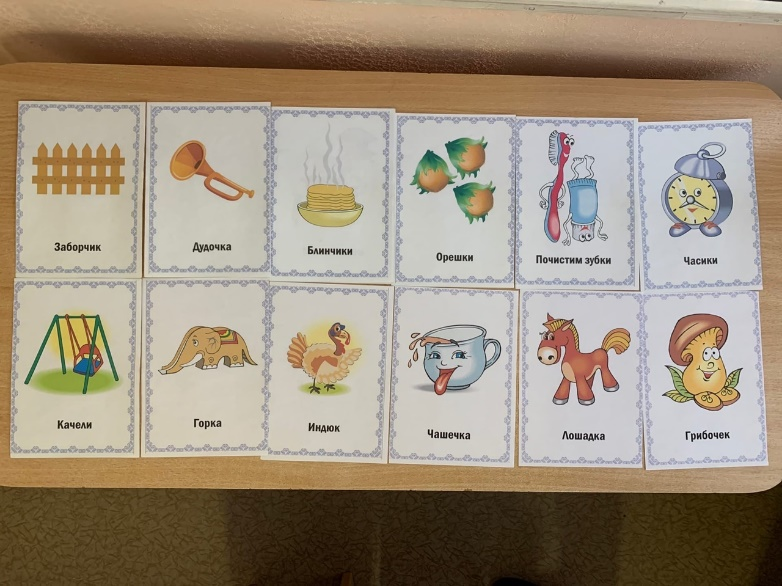 Заборчик
Дудочка
Блинчики
Орешки
Почистим зубки
Часики
Качели
Горка
Индюк
Чашечка
Лошадка
Грибочек